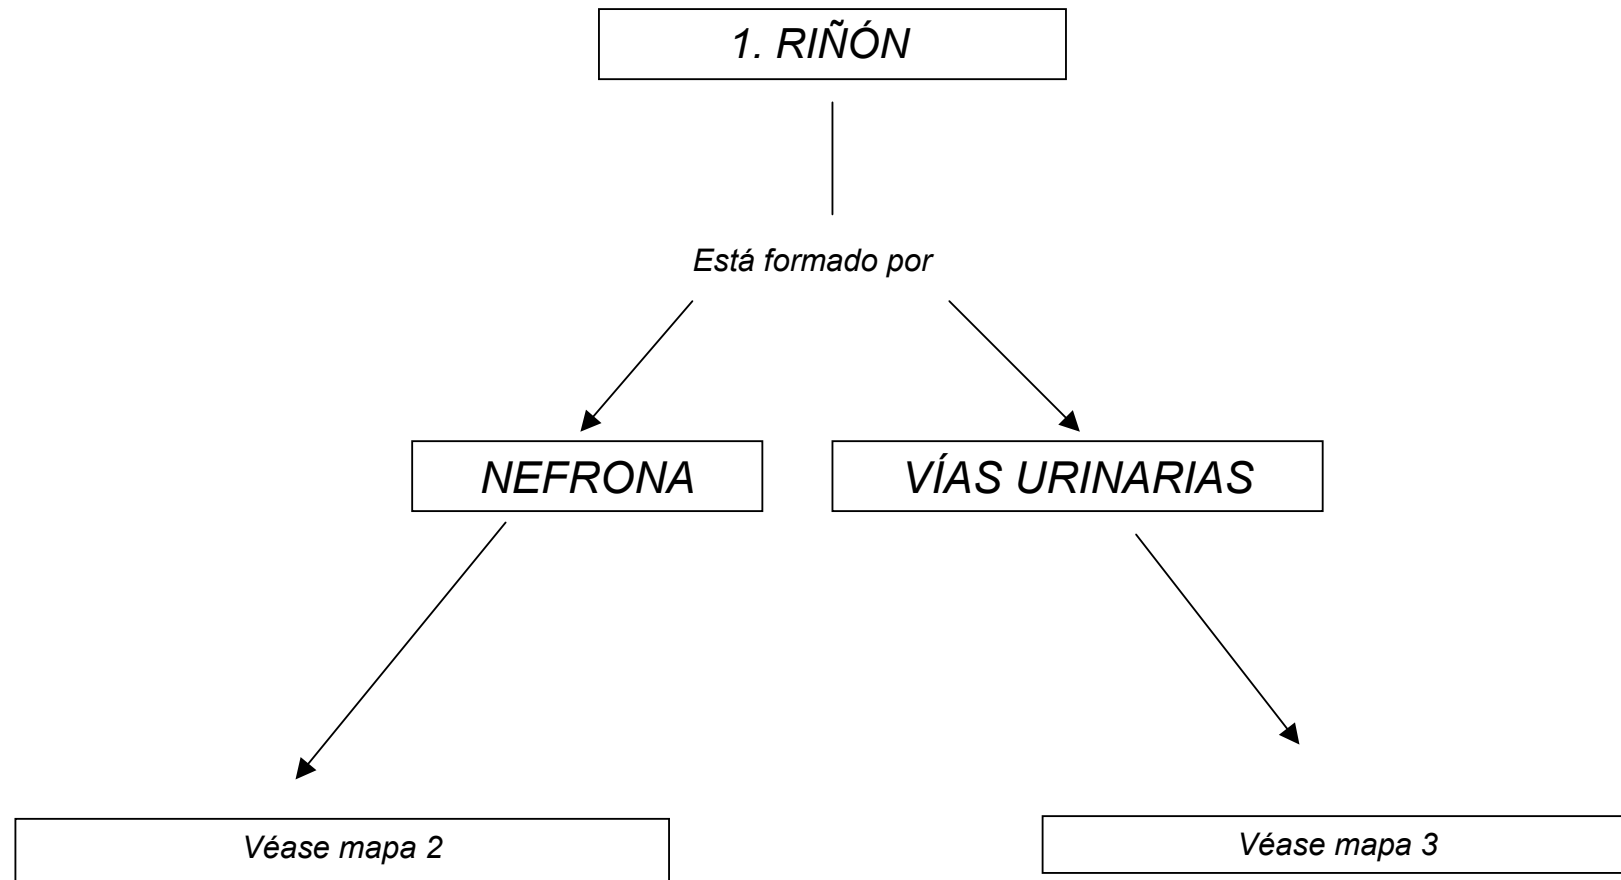 1. RIÑÓN
Está formado por
NEFRONA
VÍAS URINARIAS
Véase mapa 2
Véase mapa 3